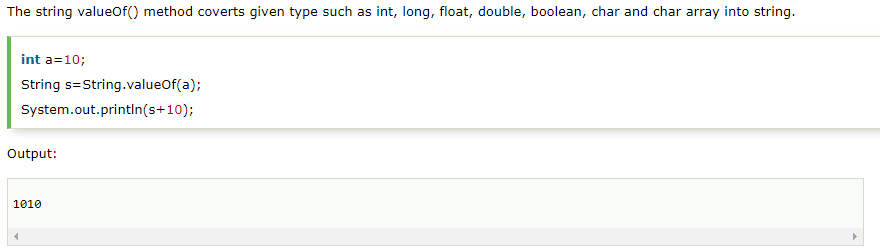 The string valueOf() method coverts given type such as int, long, float, double, boolean, char and char array into string.
int a=10;
String s=String.valueOf(a);
System.out.println(s+10);
Output:
1010